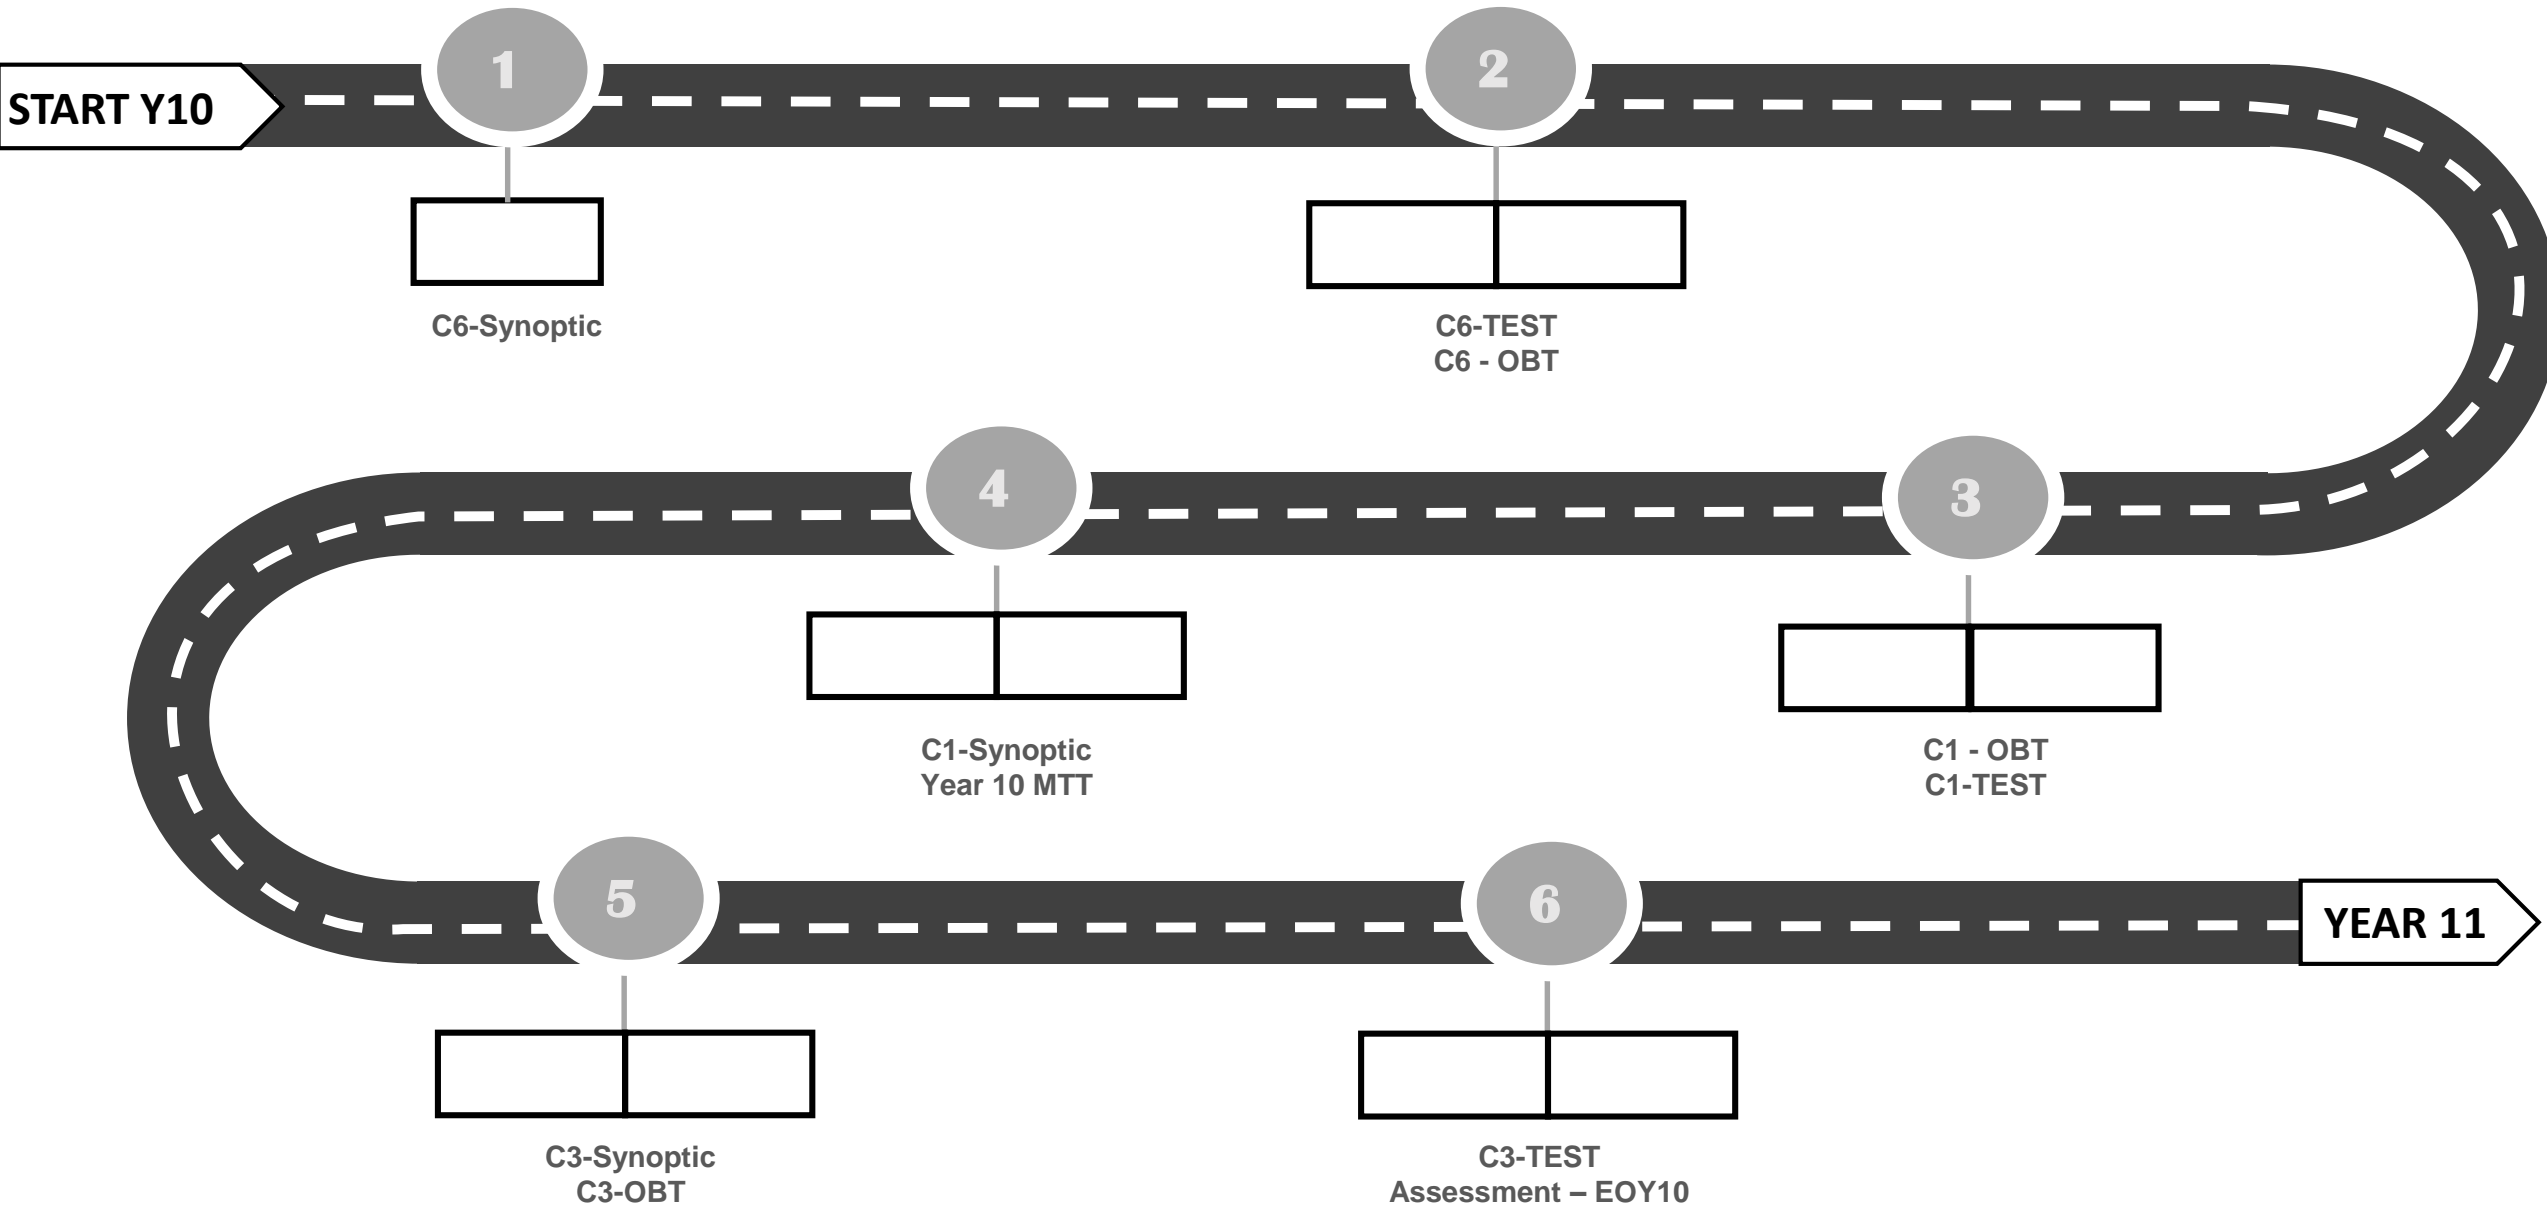 START Y10
1
2
C6-Synoptic
C6-TEST
C6 - OBT
3
4
C1 - OBT
C1-TEST
C1-Synoptic
Year 10 MTT
5
6
YEAR 11
C3-Synoptic
C3-OBT
C3-TEST
Assessment – EOY10